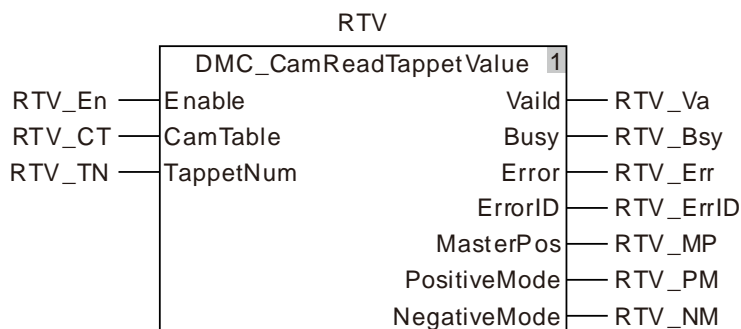 RTV
DMC_CamReadTappetValue 1
RTV_En Enable Vaild RTV_Va
RTV_CT CamTable Busy RTV_Bsy
RTV_TN TappetNum Error RTV_Err
ErrorID RTV_ErrID
MasterPos RTV_MP
PositiveMode RTV_PM
NegativeMode RTV_NM